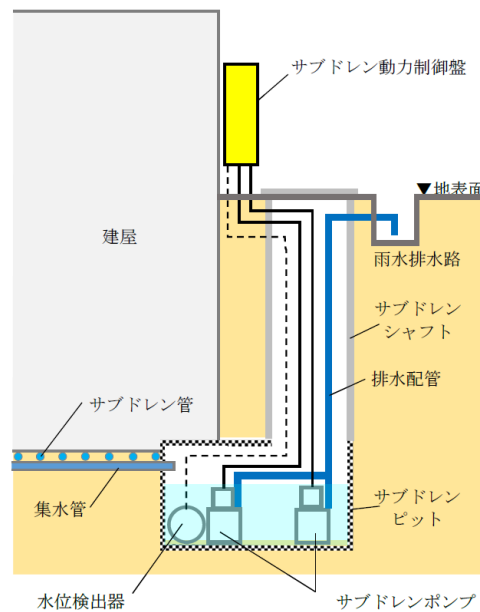 サブドレン動力制御盤
▼地表面
建屋
雨水排水路
サブドレン
シャフト
排水配管
サブドレン管
集水管
サブドレン
ピット
水位検出器
サブドレンポンプ